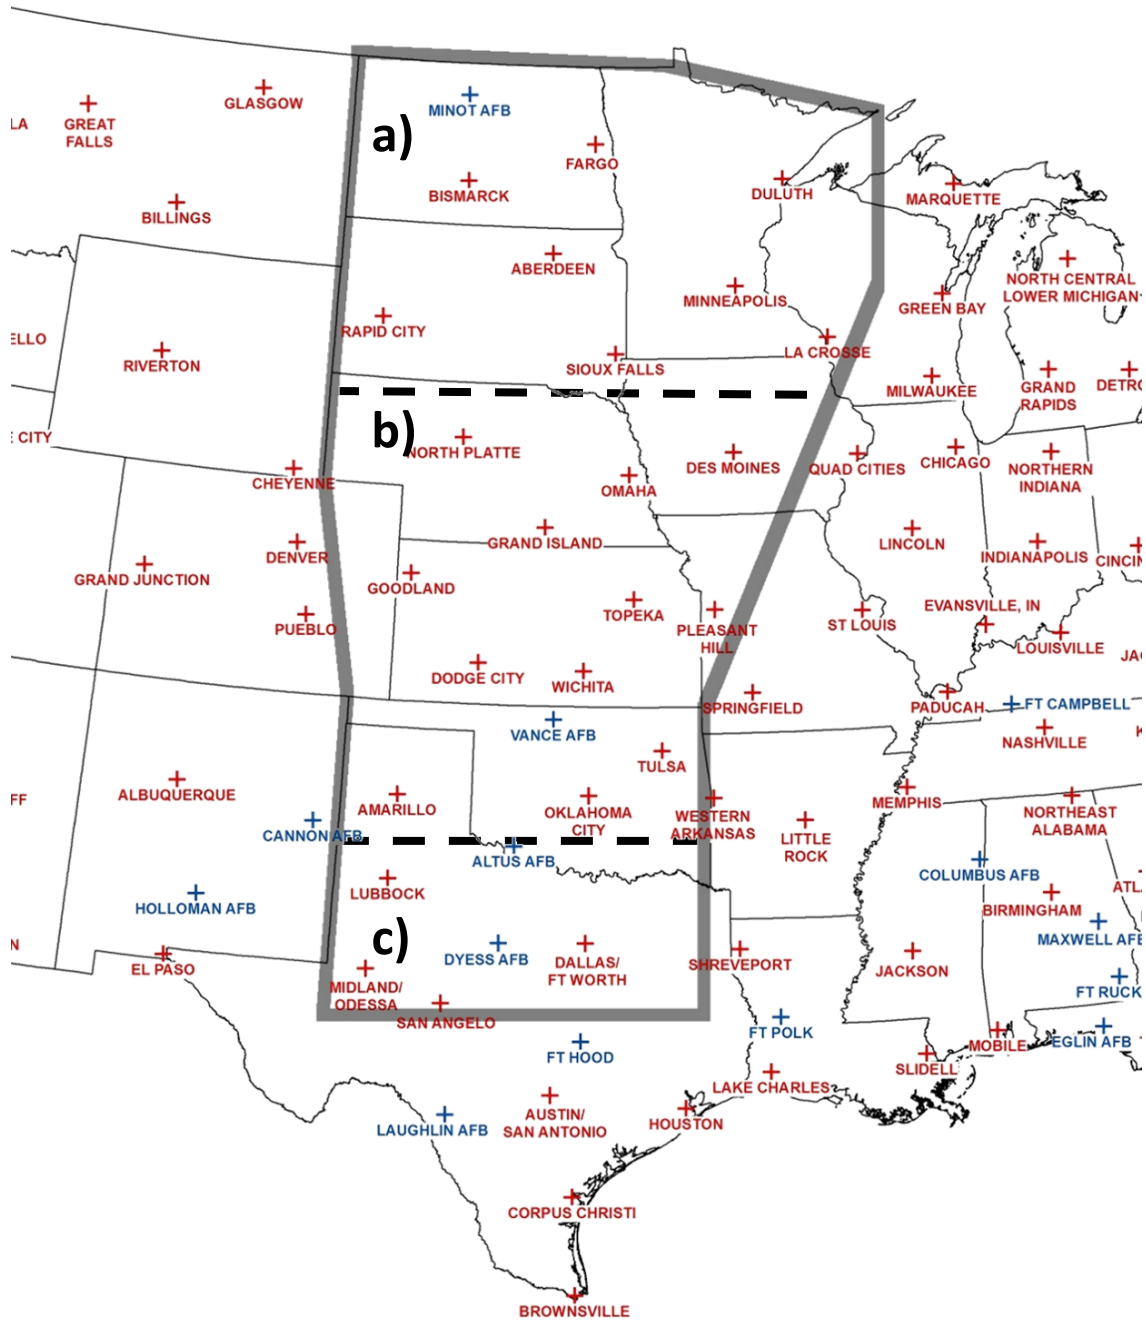 GLASGOW
MINOT AFB
LA
GREAT
FALLS
a)
FARGO
BISMARCK
DULUTH
MARQUETTE
BILLINGS
ABERDEEN
MINNEAPOLIS
NORTH CENTRAL
LOWER MICHIGAN
GREEN BAY
RAPID CITY
ELLO
RIVERTON
LA CROSSE
SIOUX FALLS
MILWAUKEE
GRAND
RAPIDS
DETRO
E CITY
b)
NORTH PLATTE
DES MOINES
QUAD CITIES
CHICAGO
NORTHERN
INDIANA
CHEYENNE
OMAHA
GRAND ISLAND
LINCOLN
DENVER
INDIANAPOLIS
CINCIN
GRAND JUNCTION
GOODLAND
TOPEKA
EVANSVILLE, IN
PUEBLO
PLEASANT
HILL
ST LOUIS
LOUISVILLE
JAC
DODGE CITY
WICHITA
SPRINGFIELD
PADUCAH
FT CAMPBELL
VANCE AFB
NASHVILLE
K
TULSA
ALBUQUERQUE
FF
AMARILLO
OKLAHOMA
CITY
WESTERN
ARKANSAS
MEMPHIS
NORTHEAST
ALABAMA
CANNON AFB
LITTLE
ROCK
ALTUS AFB
COLUMBUS AFB
LUBBOCK
ATL
HOLLOMAN AFB
BIRMINGHAM
MAXWELL AFB
N
c)
DYESS AFB
DALLAS/
FT WORTH
SHREVEPORT
JACKSON
EL PASO
MIDLAND/
ODESSA
FT RUCK
SAN ANGELO
FT POLK
FT HOOD
MOBILE
EGLIN AFB
SLIDELL
LAKE CHARLES
AUSTIN/
SAN ANTONIO
HOUSTON
LAUGHLIN AFB
CORPUS CHRISTI
BROWNSVILLE